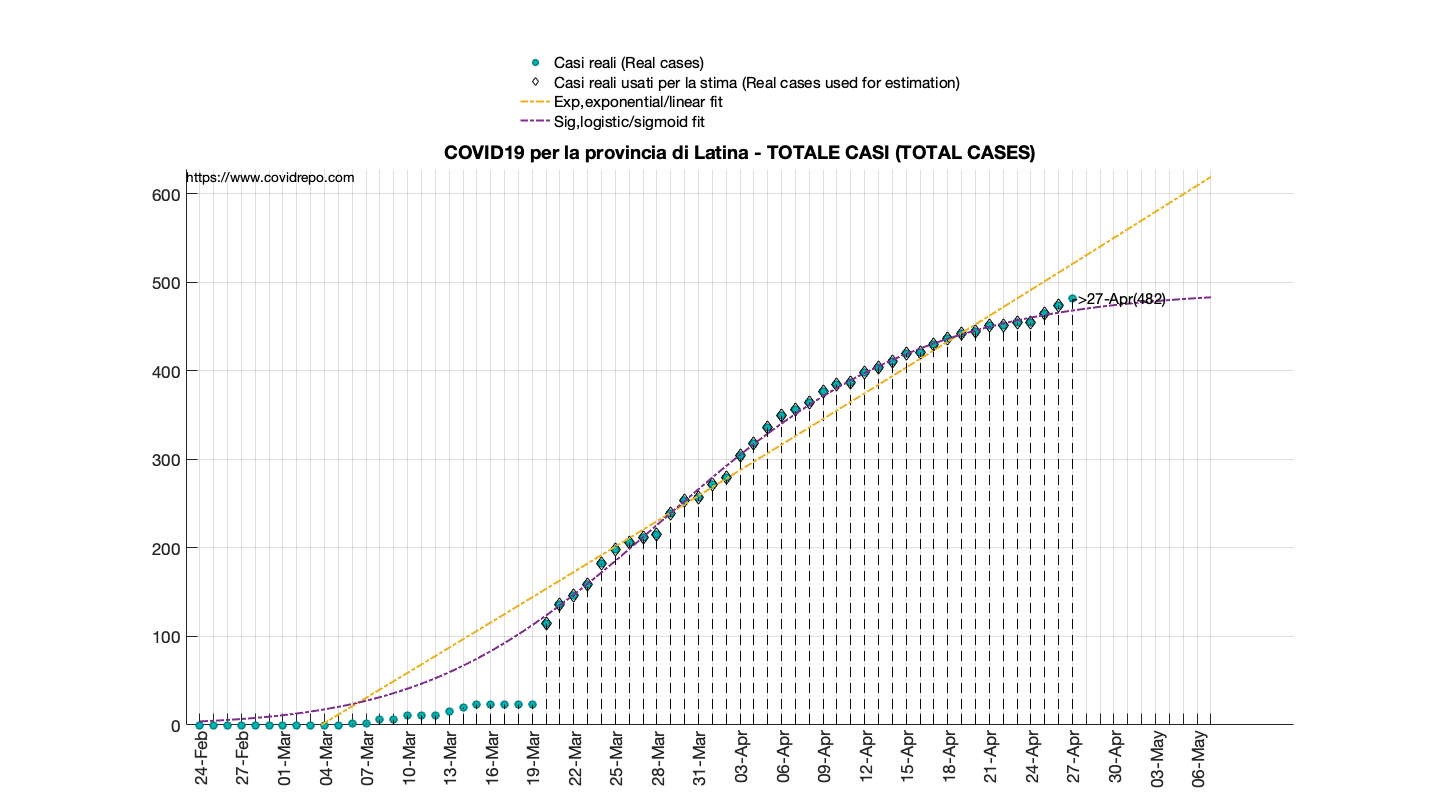 Casi reali (Real cases)
Casi reali usati per la stima (Real cases used for estimation)
Exp,exponential/linear fit
Sig,logistic/sigmoid fit
COVID19 per la provincia di Latina - TOTALE CASI (TOTAL CASES)
https://www.covidrepo.com
600
500
400
300
200
100
0
>27-Apr(482)
24-Feb
27-Feb
01-Mar
04-Mar
07-Mar
10-Mar
13-Mar
16-Mar
19-Mar
22-Mar
25-Mar
28-Mar
31-Mar
03-Apr
06-Apr
09-Apr
12-Apr
15-Apr
18-Apr
21-Apr
24-Apr
27-Apr
30-Apr
03-May
06-May